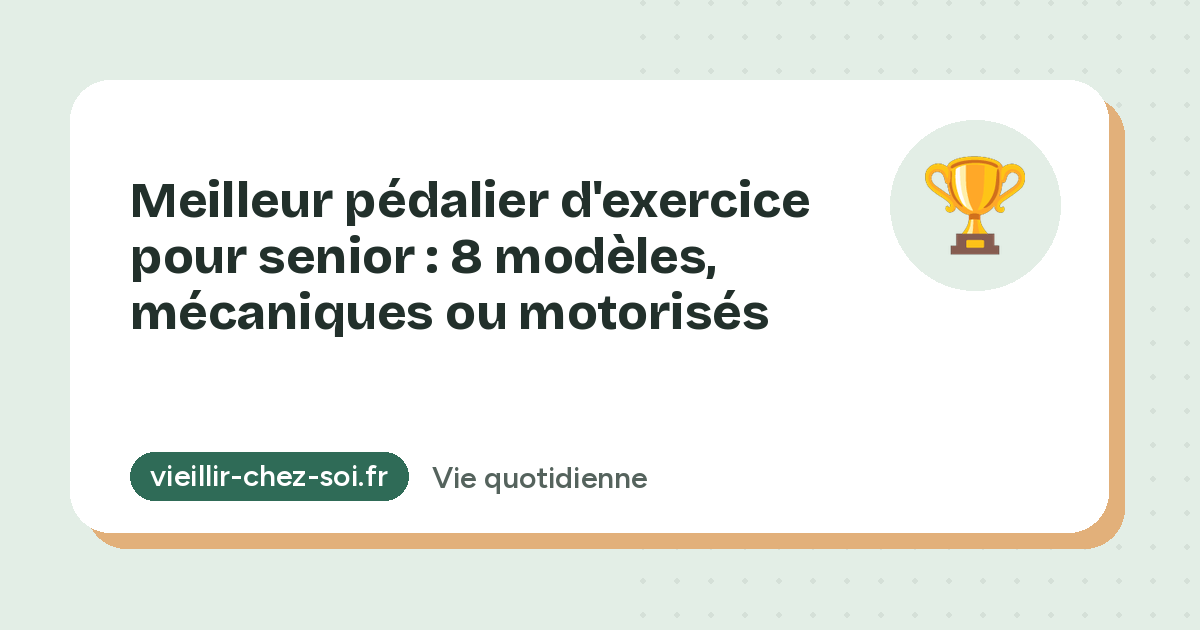 Meilleur pédalier d'exercice
pour senior : 8 modèles,
mécaniques ou motorisés
vieillir-chez-soi.fr
Vie quotidienne